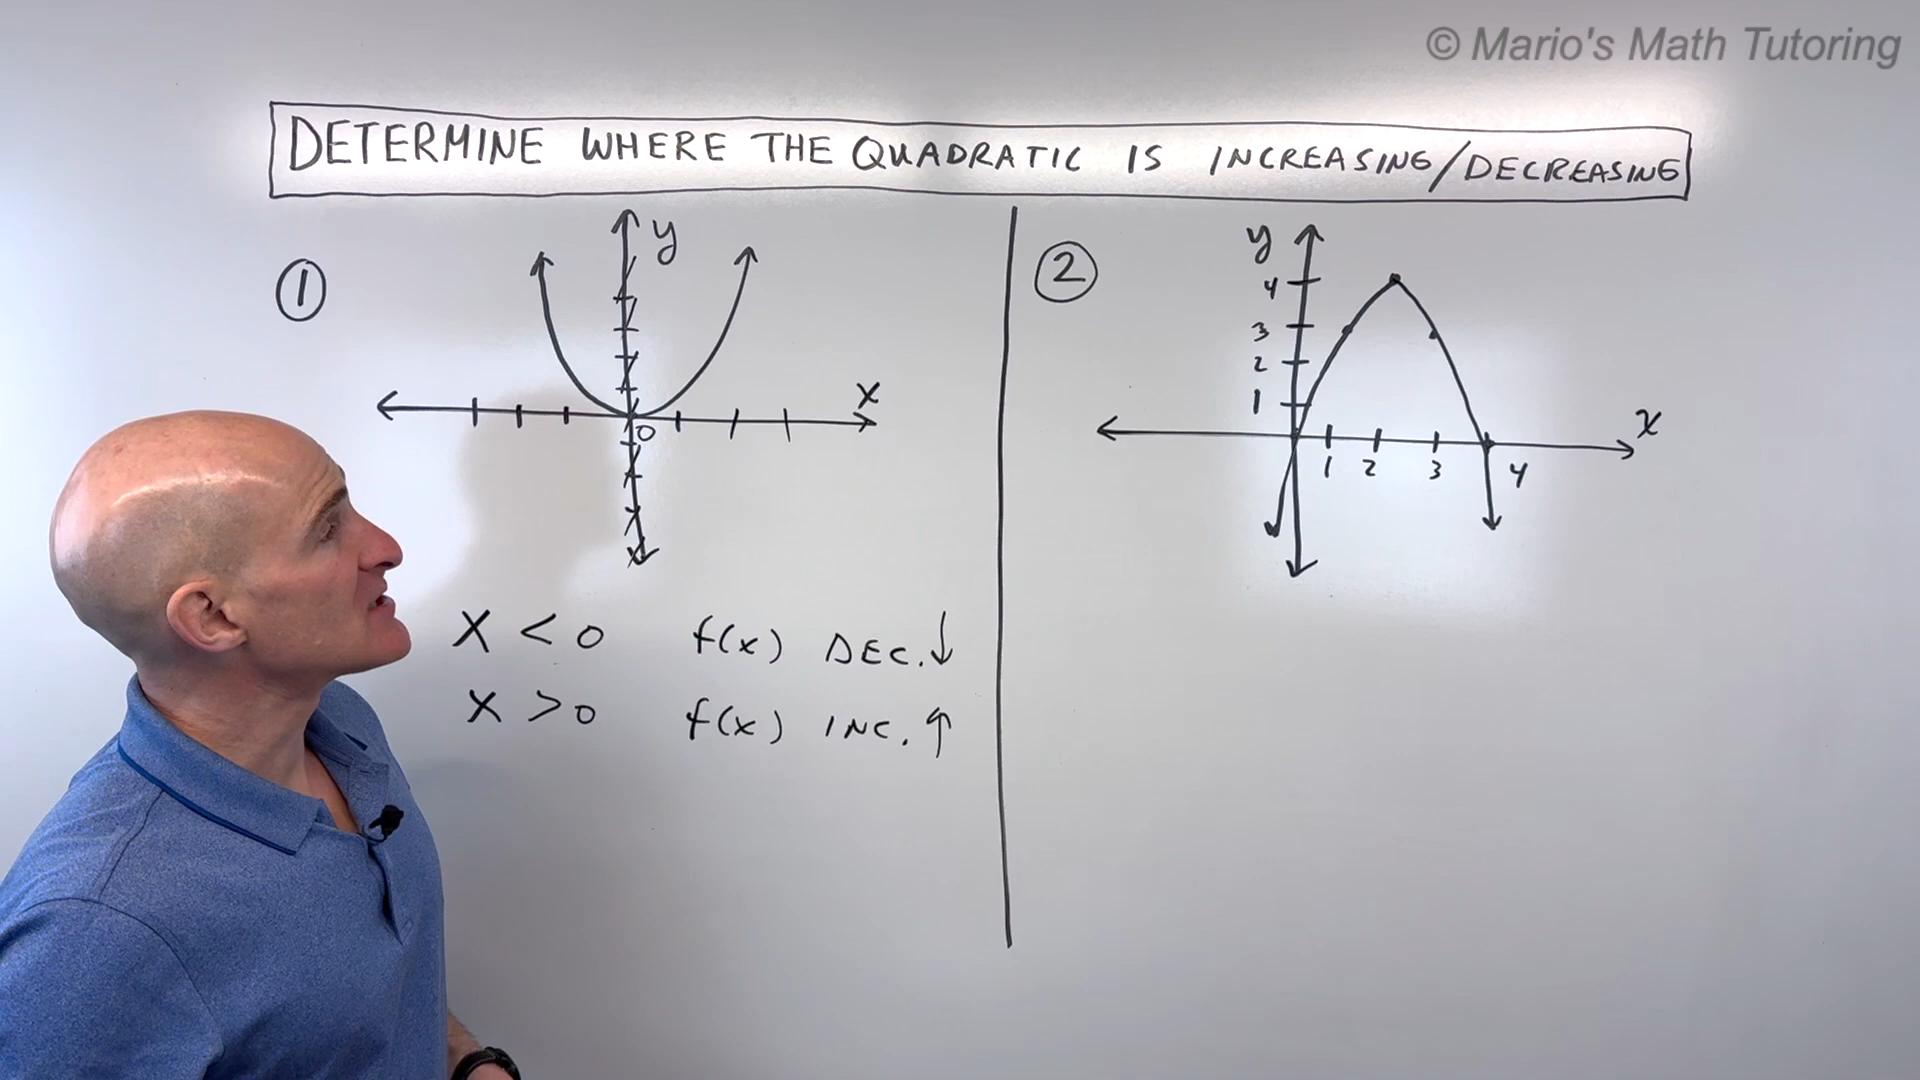 © Mario's Math Tutoring
DETERMINE WHERE THE QUADRATIC IS INCREASING/DECREASING
1
y
x
0
x < 0 f(x) DEC. ↓
x > 0 f(x) INC. ↑
2
y
4
3
2
1
x
1 2 3 4